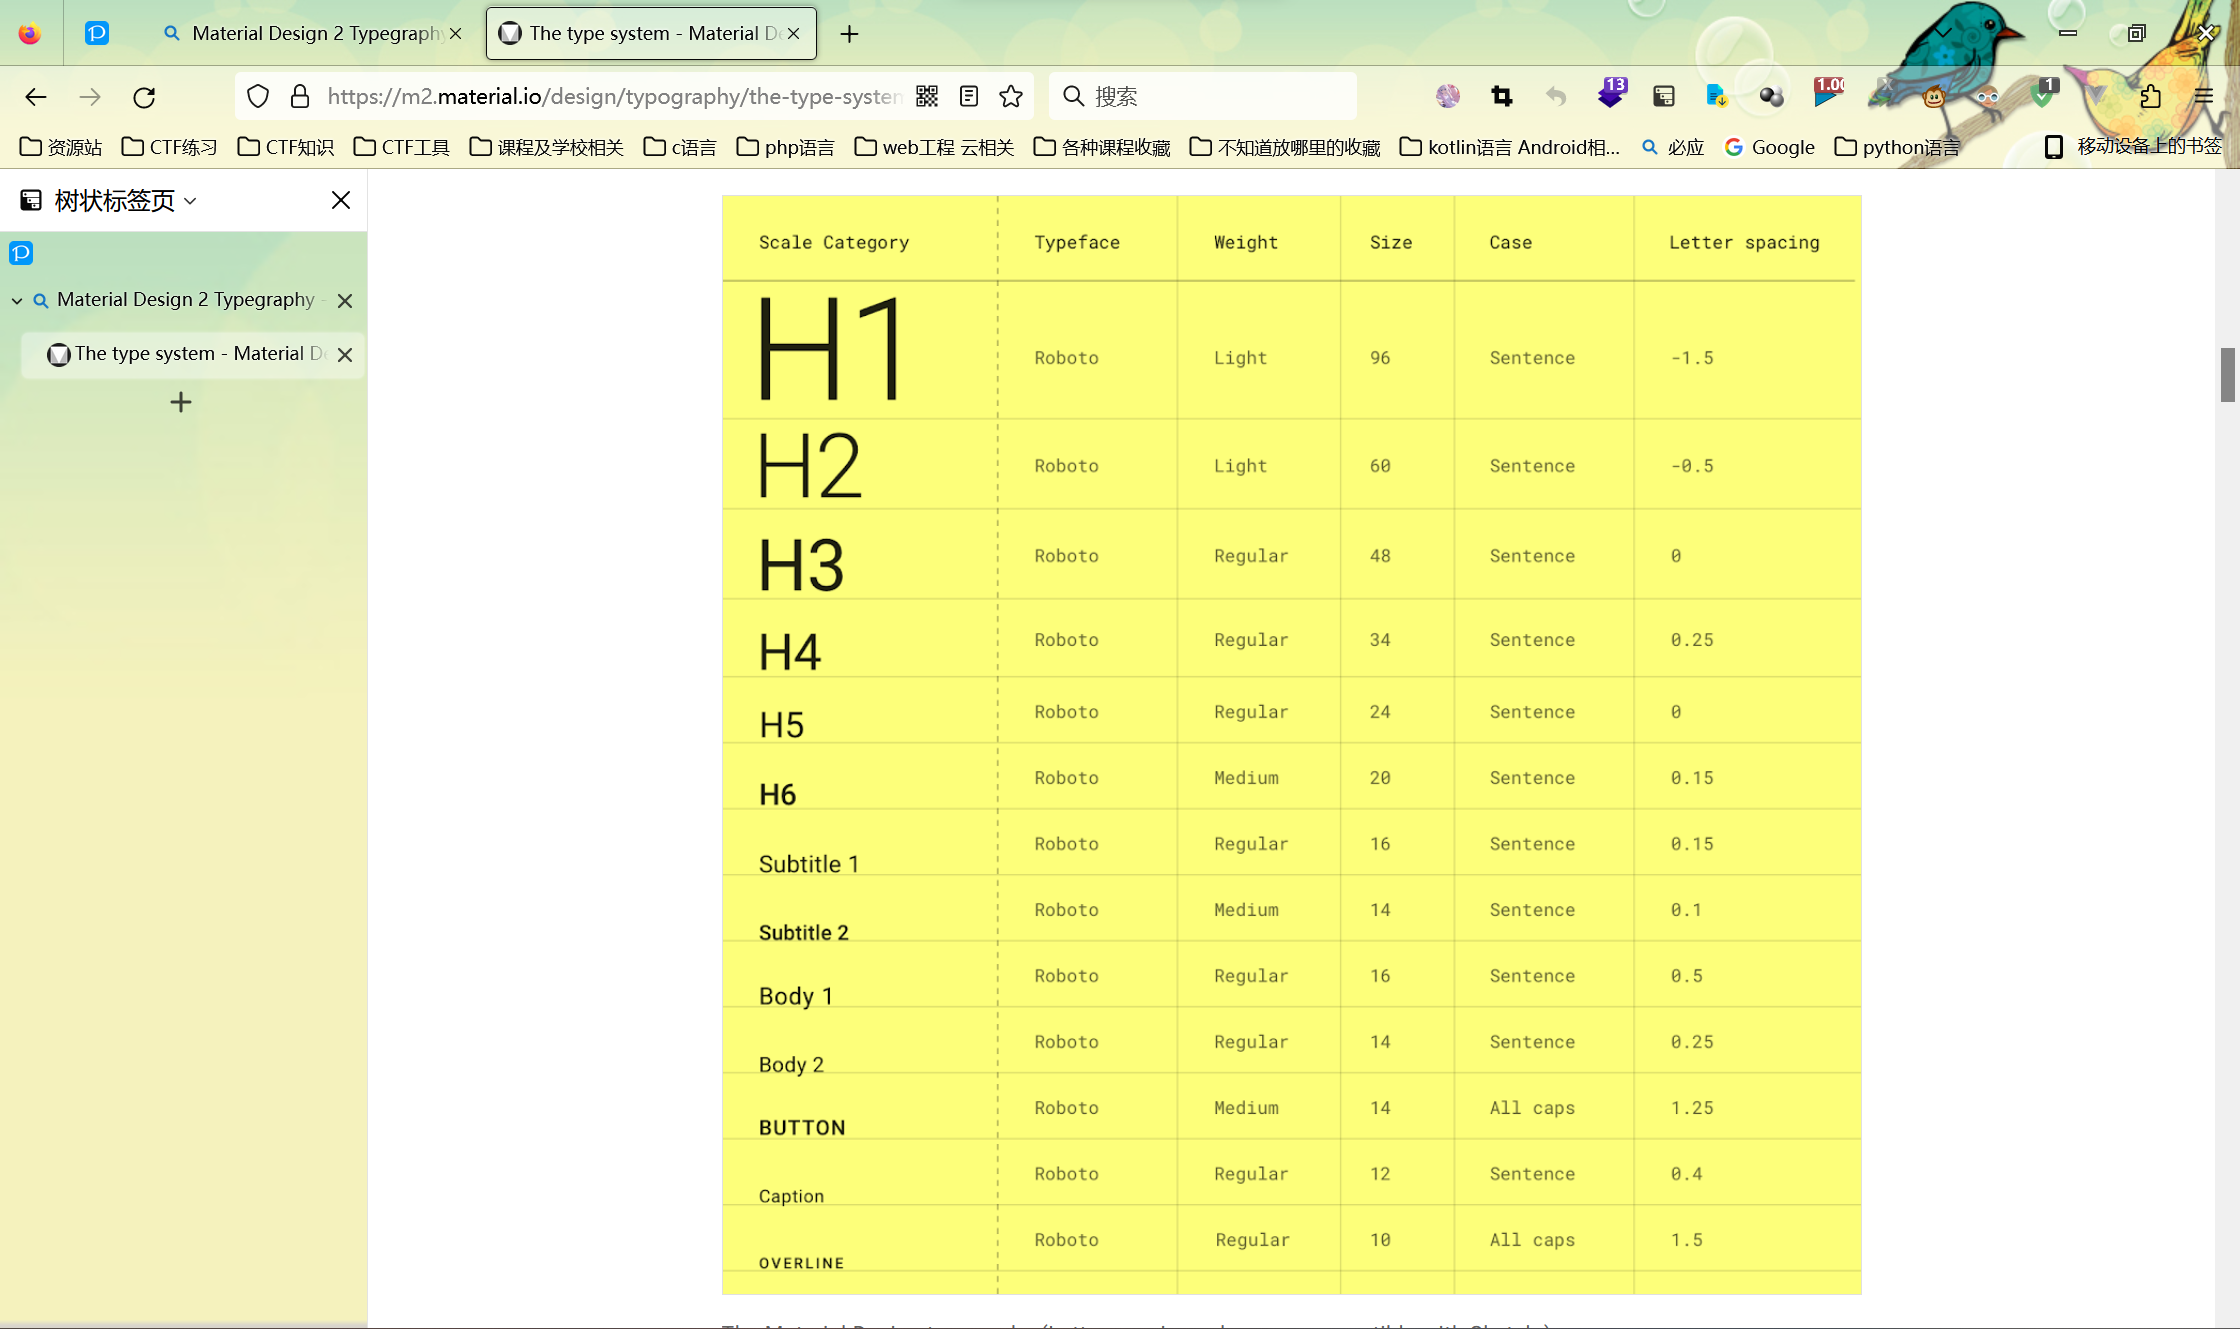 Material Design 2 Typegraphy
The type system - Material De
https://m2.material.io/design/typography/the-type-system
搜索
13
1.00
1
资源站 CTF练习 CTF知识 CTF工具 课程及学校相关 c语言 php语言 web工程 云相关 各种课程收藏 不知道放哪里的收藏 kotlin语言 Android相... 必应 Google python语言 移动设备上的书签
树状标签页
Material Design 2 Typegraphy -
The type system - Material De
Scale Category Typeface Weight Size Case Letter spacing
H1 Roboto Light 96 Sentence -1.5
H2 Roboto Light 60 Sentence -0.5
H3 Roboto Regular 48 Sentence 0
H4 Roboto Regular 34 Sentence 0.25
H5 Roboto Regular 24 Sentence 0
H6 Roboto Medium 20 Sentence 0.15
Subtitle 1 Roboto Regular 16 Sentence 0.15
Subtitle 2 Roboto Medium 14 Sentence 0.1
Body 1 Roboto Regular 16 Sentence 0.5
Body 2 Roboto Regular 14 Sentence 0.25
BUTTON Roboto Medium 14 All caps 1.25
Caption Roboto Regular 12 Sentence 0.4
OVERLINE Roboto Regular 10 All caps 1.5